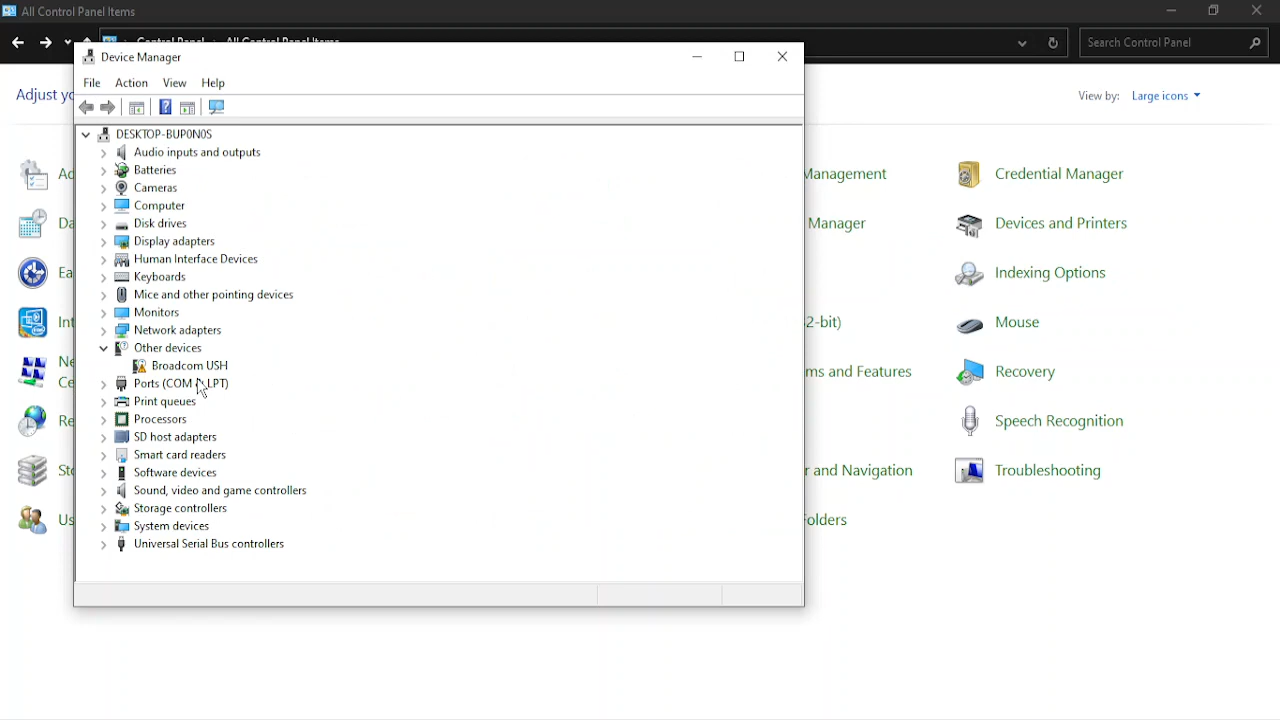 All Control Panel Items
Search Control Panel
Device Manager
File Action View Help
Adjust
View by: Large icons
DESKTOP-BUP0N0S
Audio inputs and outputs
Batteries
Cameras
Computer
Disk drives
Display adapters
Human Interface Devices
Keyboards
Mice and other pointing devices
Monitors
Network adapters
Other devices
Broadcom USH
Ports (COM & LPT)
Print queues
Processors
SD host adapters
Smart card readers
Software devices
Sound, video and game controllers
Storage controllers
System devices
Universal Serial Bus controllers
Management
Manager
2-bit)
ms and Features
r and Navigation
olders
Credential Manager
Devices and Printers
Indexing Options
Mouse
Recovery
Speech Recognition
Troubleshooting